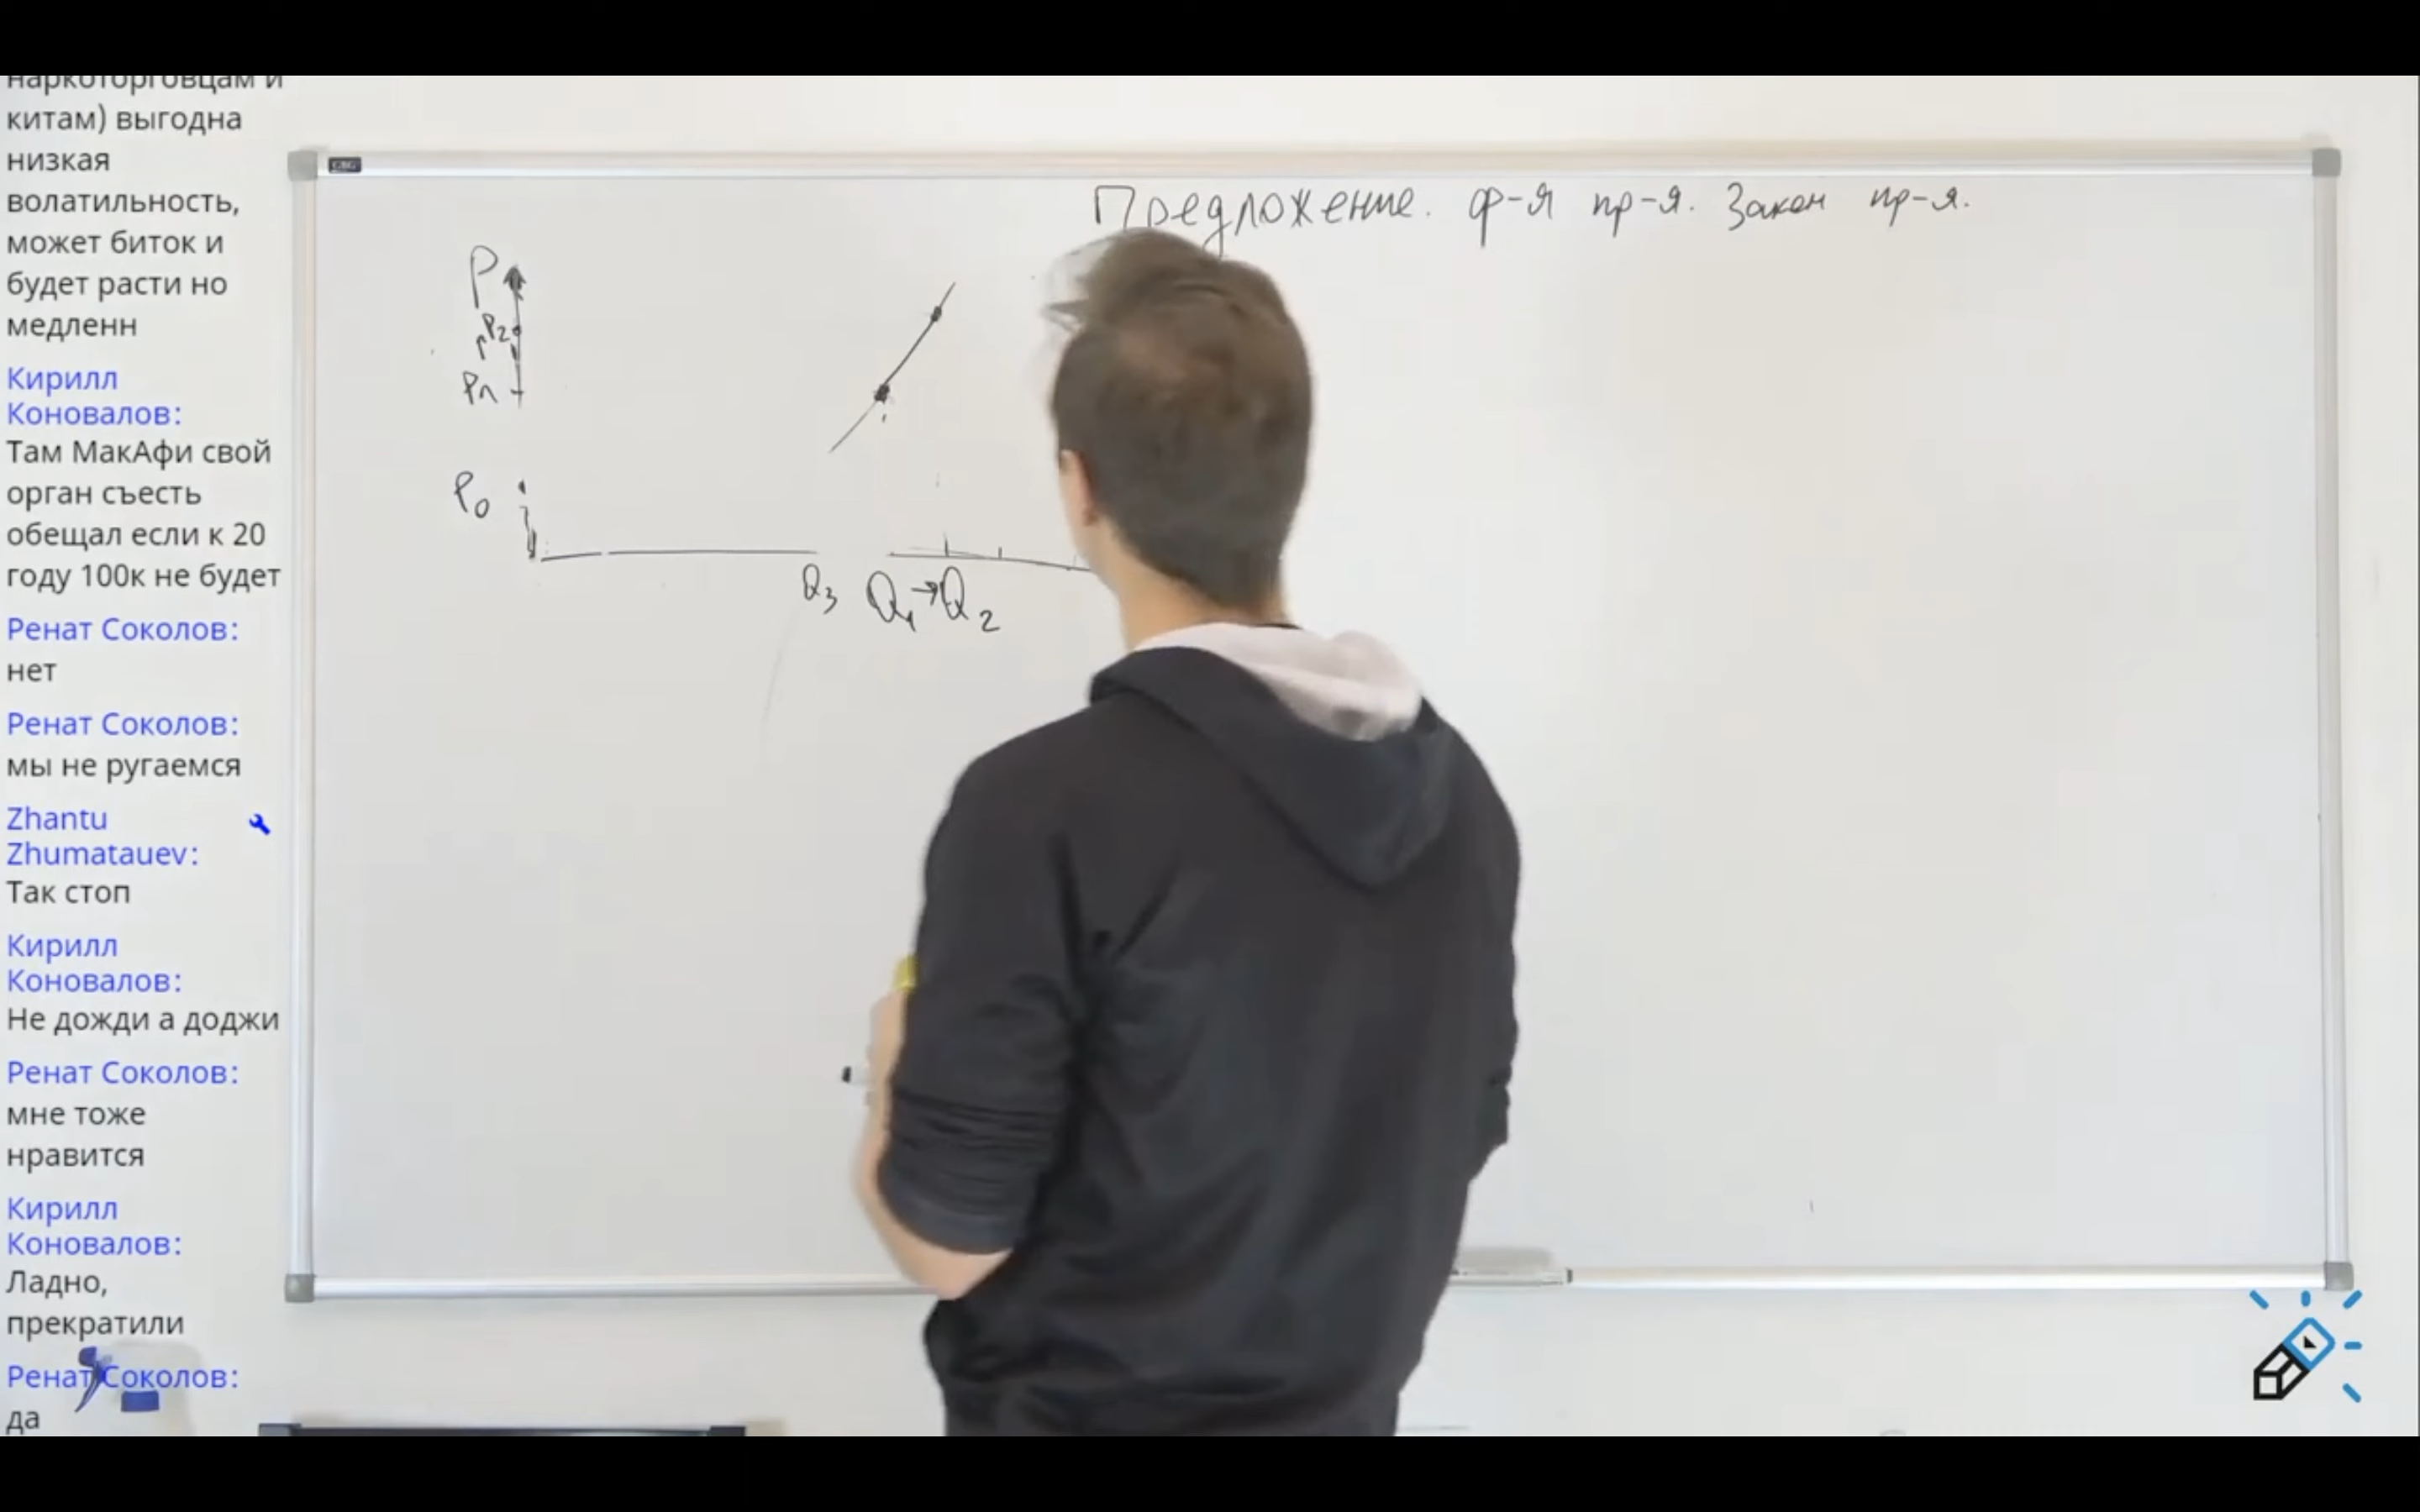 наркоторговцам и
китам) выгодна
низкая
волатильность,
может биток и
будет расти но
медленн
Кирилл
Коновалов:
Там МакАфи свой
орган съесть
обещал если к 20
году 100к не будет
Ренат Соколов:
нет
Ренат Соколов:
мы не ругаемся
Zhantu
Zhumatauev:
Так стоп
Кирилл
Коновалов:
Не дожди а доджи
Ренат Соколов:
мне тоже
нравится
Кирилл
Коновалов:
Ладно,
прекратили
Ренат Соколов:
да
Предложение. ф-я пр-я. Закон пр-я.
P
P2
P1
P0
Q3 Q1→Q2